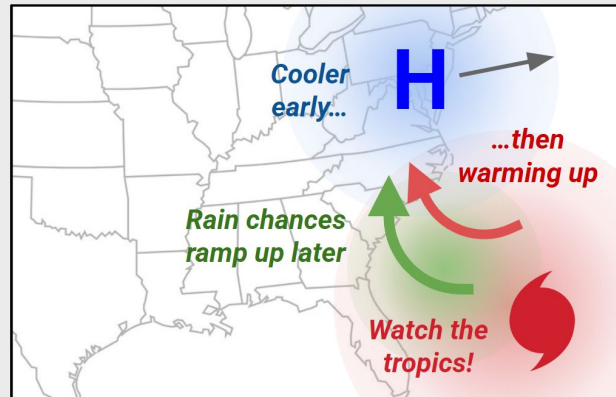 Cooler
early...
H
...then
warming up
Rain chances
ramp up later
Watch the
tropics!